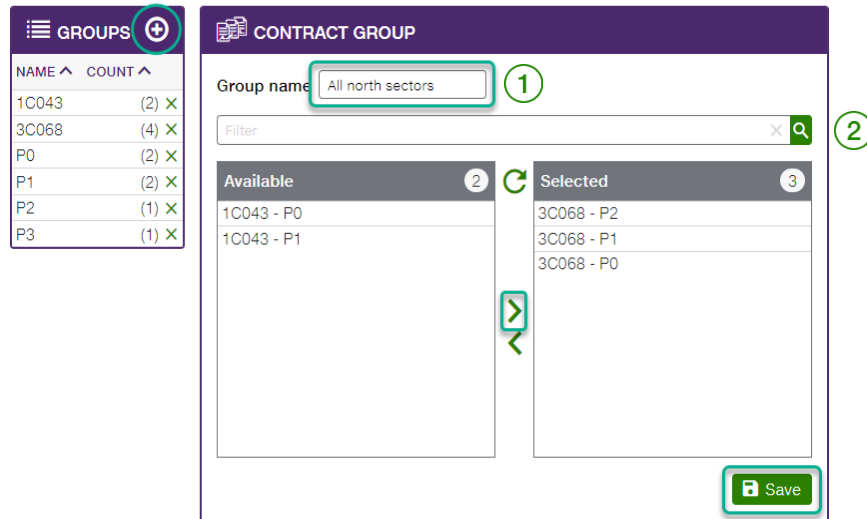 GROUPS
NAME COUNT
1C043 (2)
3C068 (4)
P0 (2)
P1 (2)
P2 (1)
P3 (1)
CONTRACT GROUP
Group name All north sectors 1
Filter 2
Available 2
1C043 - P0
1C043 - P1
Selected 3
3C068 - P2
3C068 - P1
3C068 - P0
Save